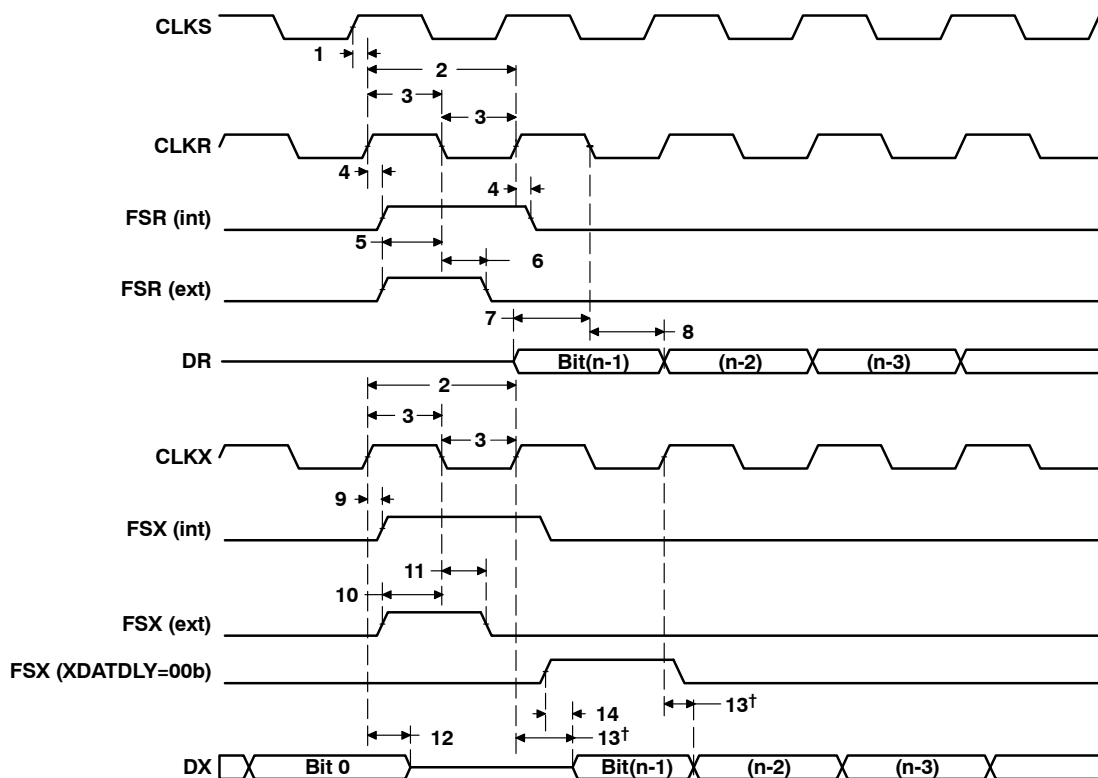 CLKS
1
2
3
3
CLKR
4
4
FSR (int)
5
6
FSR (ext)
7
8
DR Bit(n-1) (n-2) (n-3)
2
3
3
CLKX
9
FSX (int)
11
10
FSX (ext)
FSX (XDATDLY=00b)
13†
14
12
13†
DX Bit 0 Bit(n-1) (n-2) (n-3)